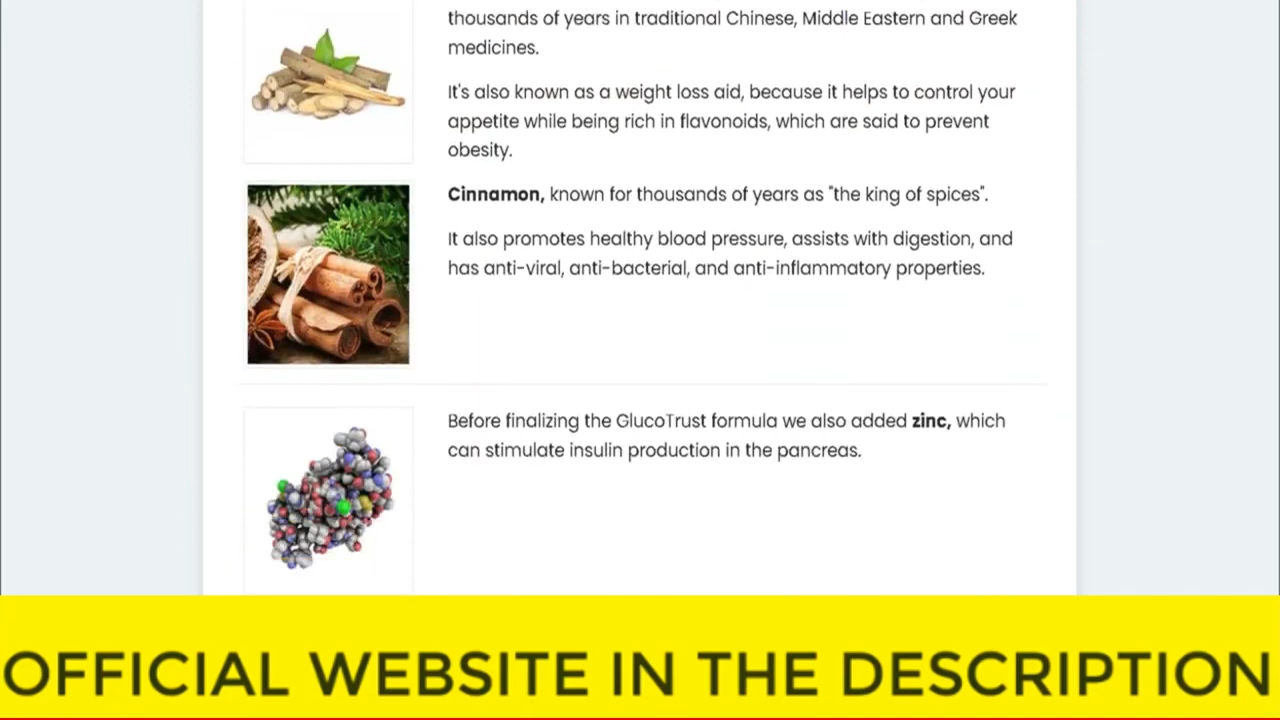 thousands of years in traditional Chinese, Middle Eastern and Greek
medicines.
It's also known as a weight loss aid, because it helps to control your
appetite while being rich in flavonoids, which are said to prevent
obesity.
Cinnamon, known for thousands of years as "the king of spices".
It also promotes healthy blood pressure, assists with digestion, and
has anti-viral, anti-bacterial, and anti-inflammatory properties.
Before finalizing the GlucoTrust formula we also added zinc, which
can stimulate insulin production in the pancreas.
OFFICIAL WEBSITE IN THE DESCRIPTION